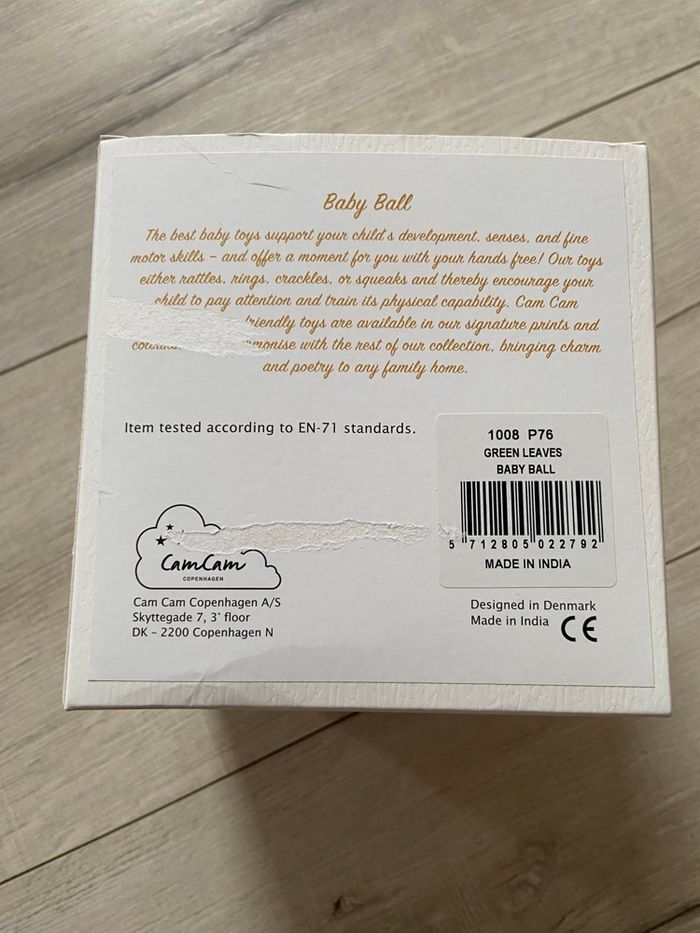 Baby Ball
The best baby toys support your child's development, senses, and fine
motor skills – and offer a moment for you with your hands free! Our toys
either rattles, rings, crackles, or squeaks and thereby encourage your
child to pay attention and train its physical capability. Cam Cam
friendly toys are available in our signature prints and
with the rest of our collection, bringing charm
and poetry to any family home.
Item tested according to EN-71 standards.
1008 P76
GREEN LEAVES
BABY BALL
5 712805 022792
MADE IN INDIA
CamCam
COPENHAGEN
Cam Cam Copenhagen A/S
Skyttegade 7, 3° floor
DK – 2200 Copenhagen N
Designed in Denmark
Made in India CE